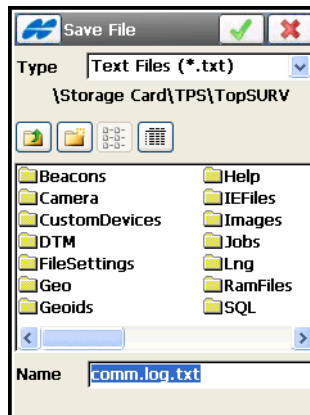 Save File
Type Text Files (*.txt)
\Storage Card\TPS\TopSURV
Beacons Help
Camera IEFiles
CustomDevices Images
DTM Jobs
FileSettings Lng
Geo RamFiles
Geoids SQL
Name comm.log.txt